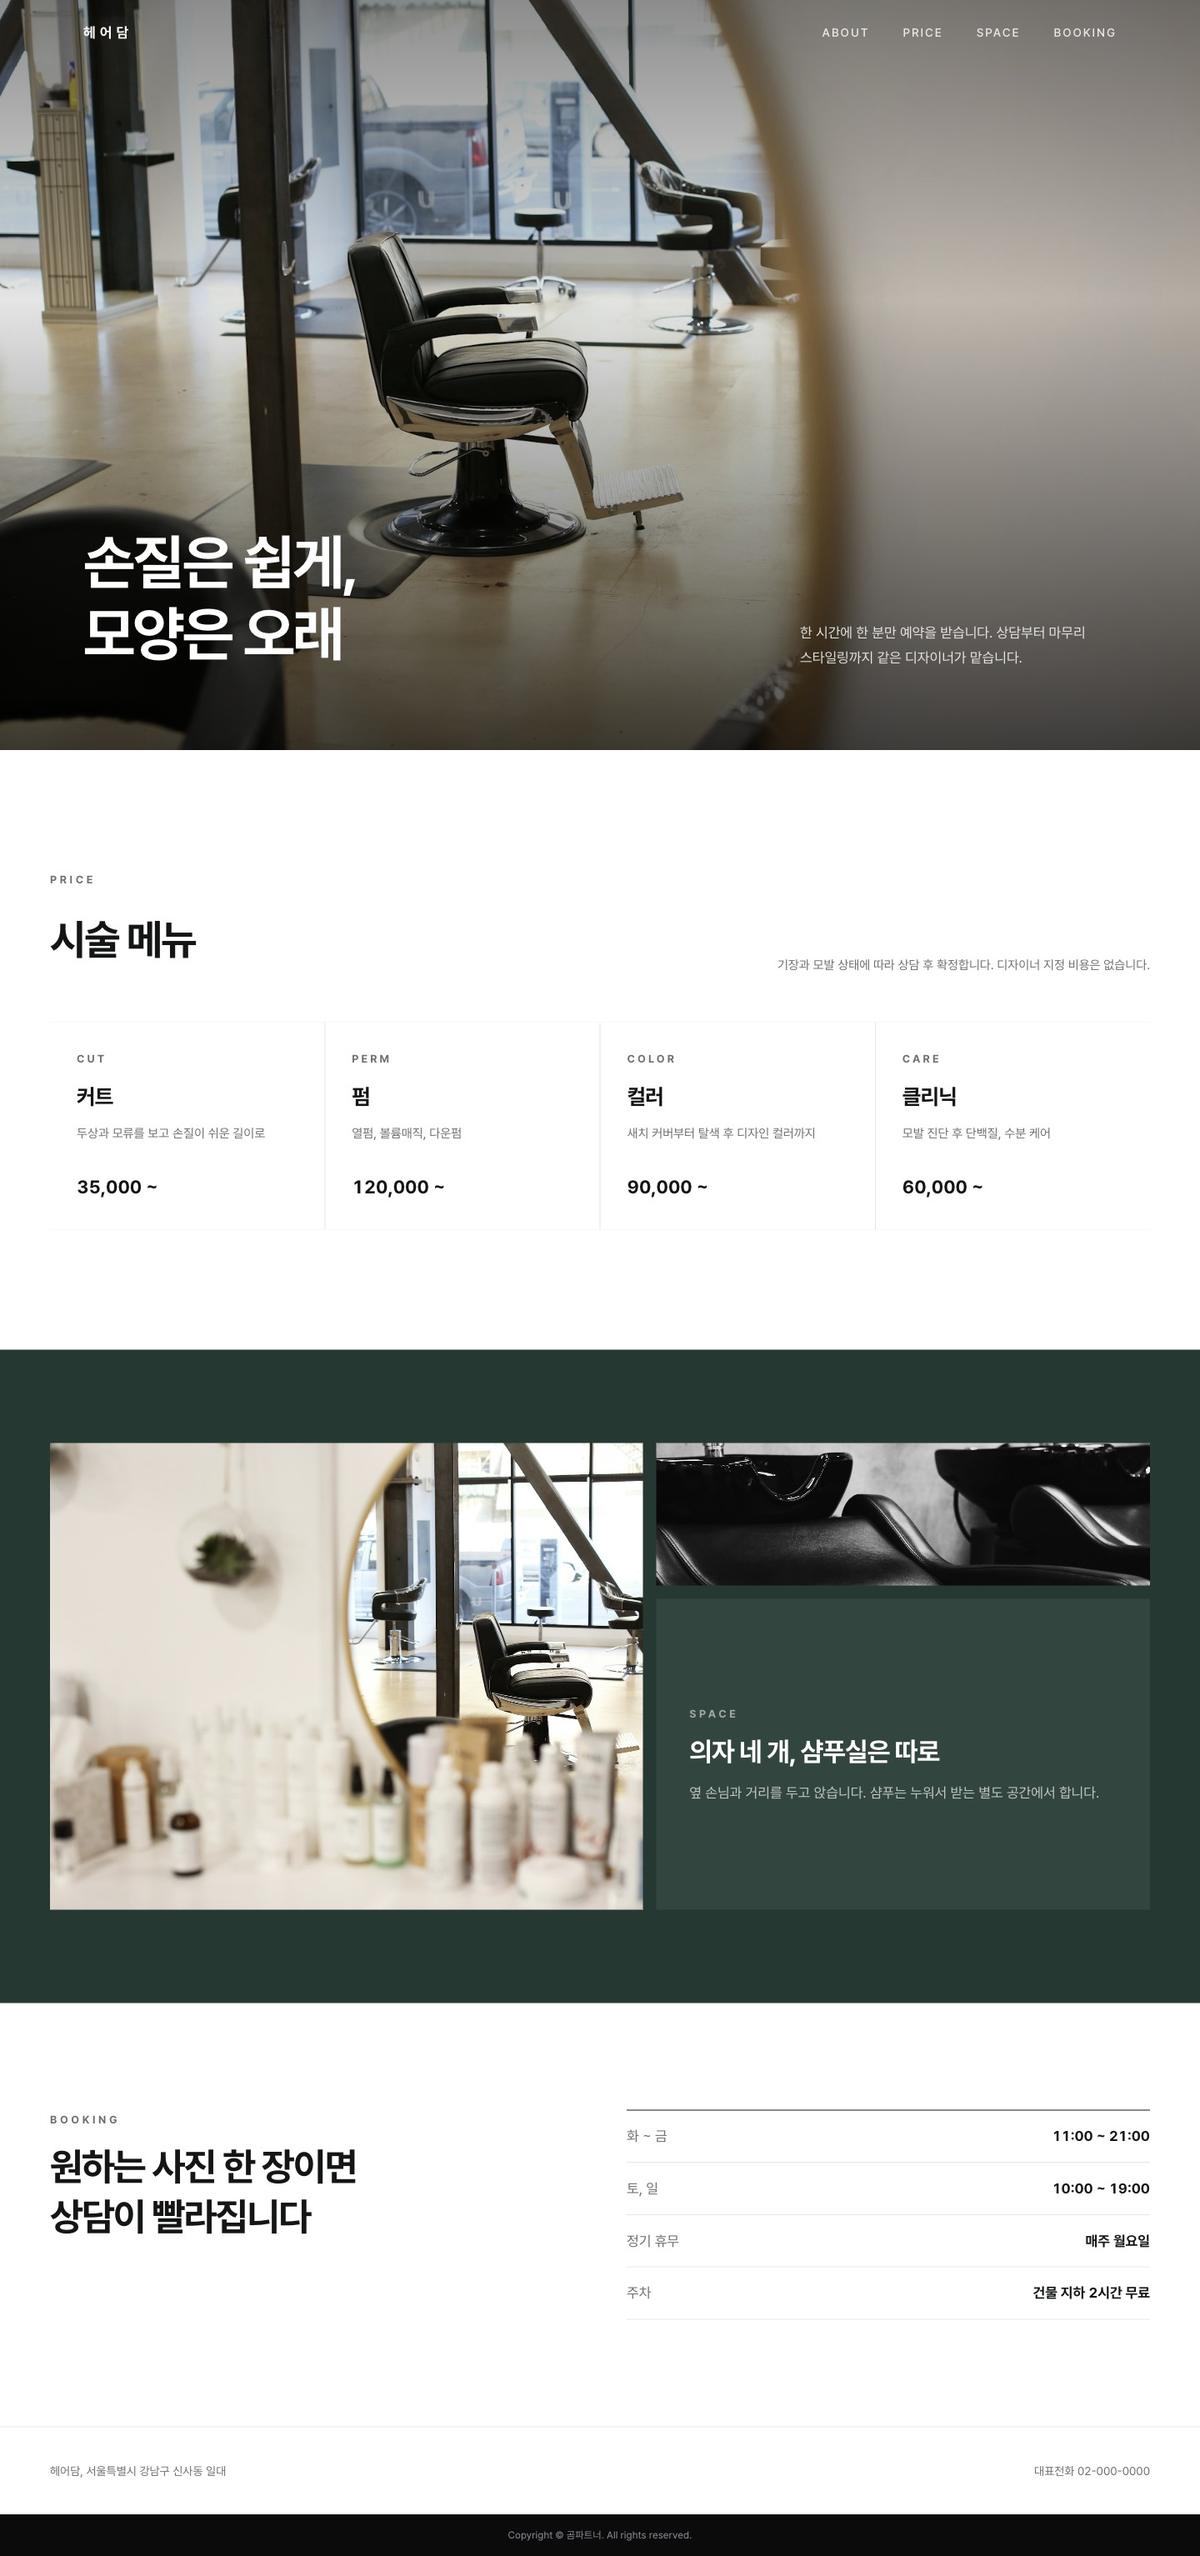 헤어담
ABOUT PRICE SPACE BOOKING
손질은 쉽게,
모양은 오래
한 시간에 한 분만 예약을 받습니다. 상담부터 마무리
스타일링까지 같은 디자이너가 맡습니다.
PRICE
시술 메뉴
기장과 모발 상태에 따라 상담 후 확정합니다. 디자이너 지정 비용은 없습니다.
CUT
커트
두상과 모류를 보고 손질이 쉬운 길이로
35,000 ~
PERM
펌
열펌, 볼륨매직, 다운펌
120,000 ~
COLOR
컬러
새치 커버부터 탈색 후 디자인 컬러까지
90,000 ~
CARE
클리닉
모발 진단 후 단백질, 수분 케어
60,000 ~
SPACE
의자 네 개, 샴푸실은 따로
옆 손님과 거리를 두고 앉습니다. 샴푸는 누워서 받는 별도 공간에서 합니다.
BOOKING
원하는 사진 한 장이면
상담이 빨라집니다
화 ~ 금 11:00 ~ 21:00
토, 일 10:00 ~ 19:00
정기 휴무 매주 월요일
주차 건물 지하 2시간 무료
헤어담, 서울특별시 강남구 신사동 일대
대표전화 02-000-0000
Copyright © 곰파트너. All rights reserved.